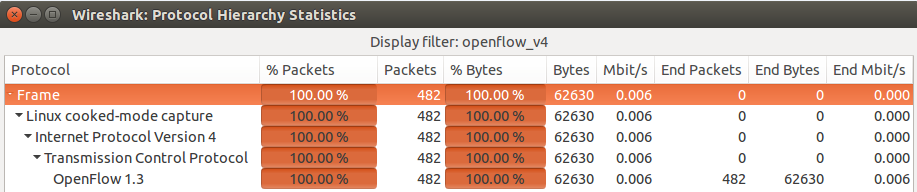 Wireshark: Protocol Hierarchy Statistics
Display filter: openflow_v4
Protocol % Packets Packets % Bytes Bytes Mbit/s End Packets End Bytes End Mbit/s
Frame 100.00 % 482 100.00 % 62630 0.006 0 0 0.000
Linux cooked-mode capture 100.00 % 482 100.00 % 62630 0.006 0 0 0.000
Internet Protocol Version 4 100.00 % 482 100.00 % 62630 0.006 0 0 0.000
Transmission Control Protocol 100.00 % 482 100.00 % 62630 0.006 0 0 0.000
OpenFlow 1.3 100.00 % 482 100.00 % 62630 0.006 482 62630 0.006